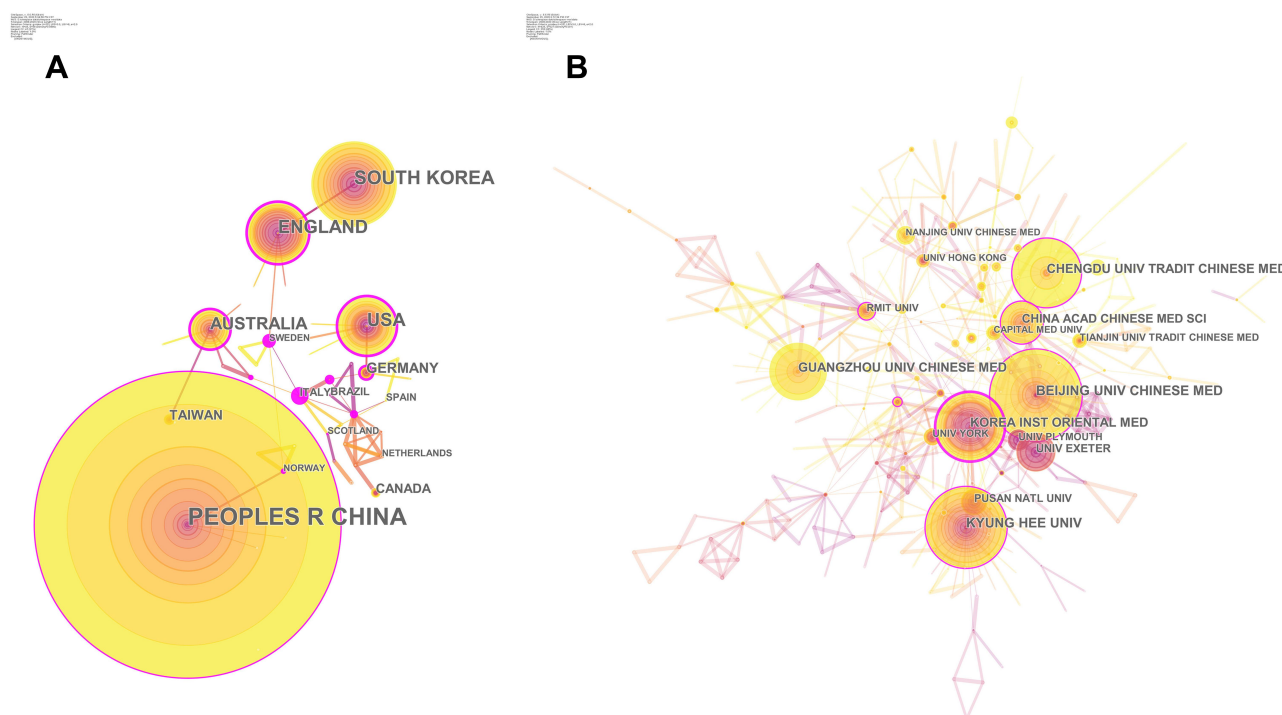 A
B
SOUTH KOREA
ENGLAND
USA
AUSTRALIA
SWEDEN
GERMANY
ITALY
BRAZIL
SPAIN
TAIWAN
SCOTLAND
NETHERLANDS
NORWAY
CANADA
PEOPLES R CHINA
NANJING UNIV CHINESE MED
UNIV HONG KONG
CHENGDU UNIV TRADIT CHINESE MED
RMIT UNIV
CHINA ACAD CHINESE MED SCI
CAPITAL MED UNIV
TIANJIN UNIV TRADIT CHINESE MED
GUANGZHOU UNIV CHINESE MED
BEIJING UNIV CHINESE MED
KOREA INST ORIENTAL MED
UNIV YORK
UNIV PLYMOUTH
UNIV EXETER
PUSAN NATL UNIV
KYUNG HEE UNIV